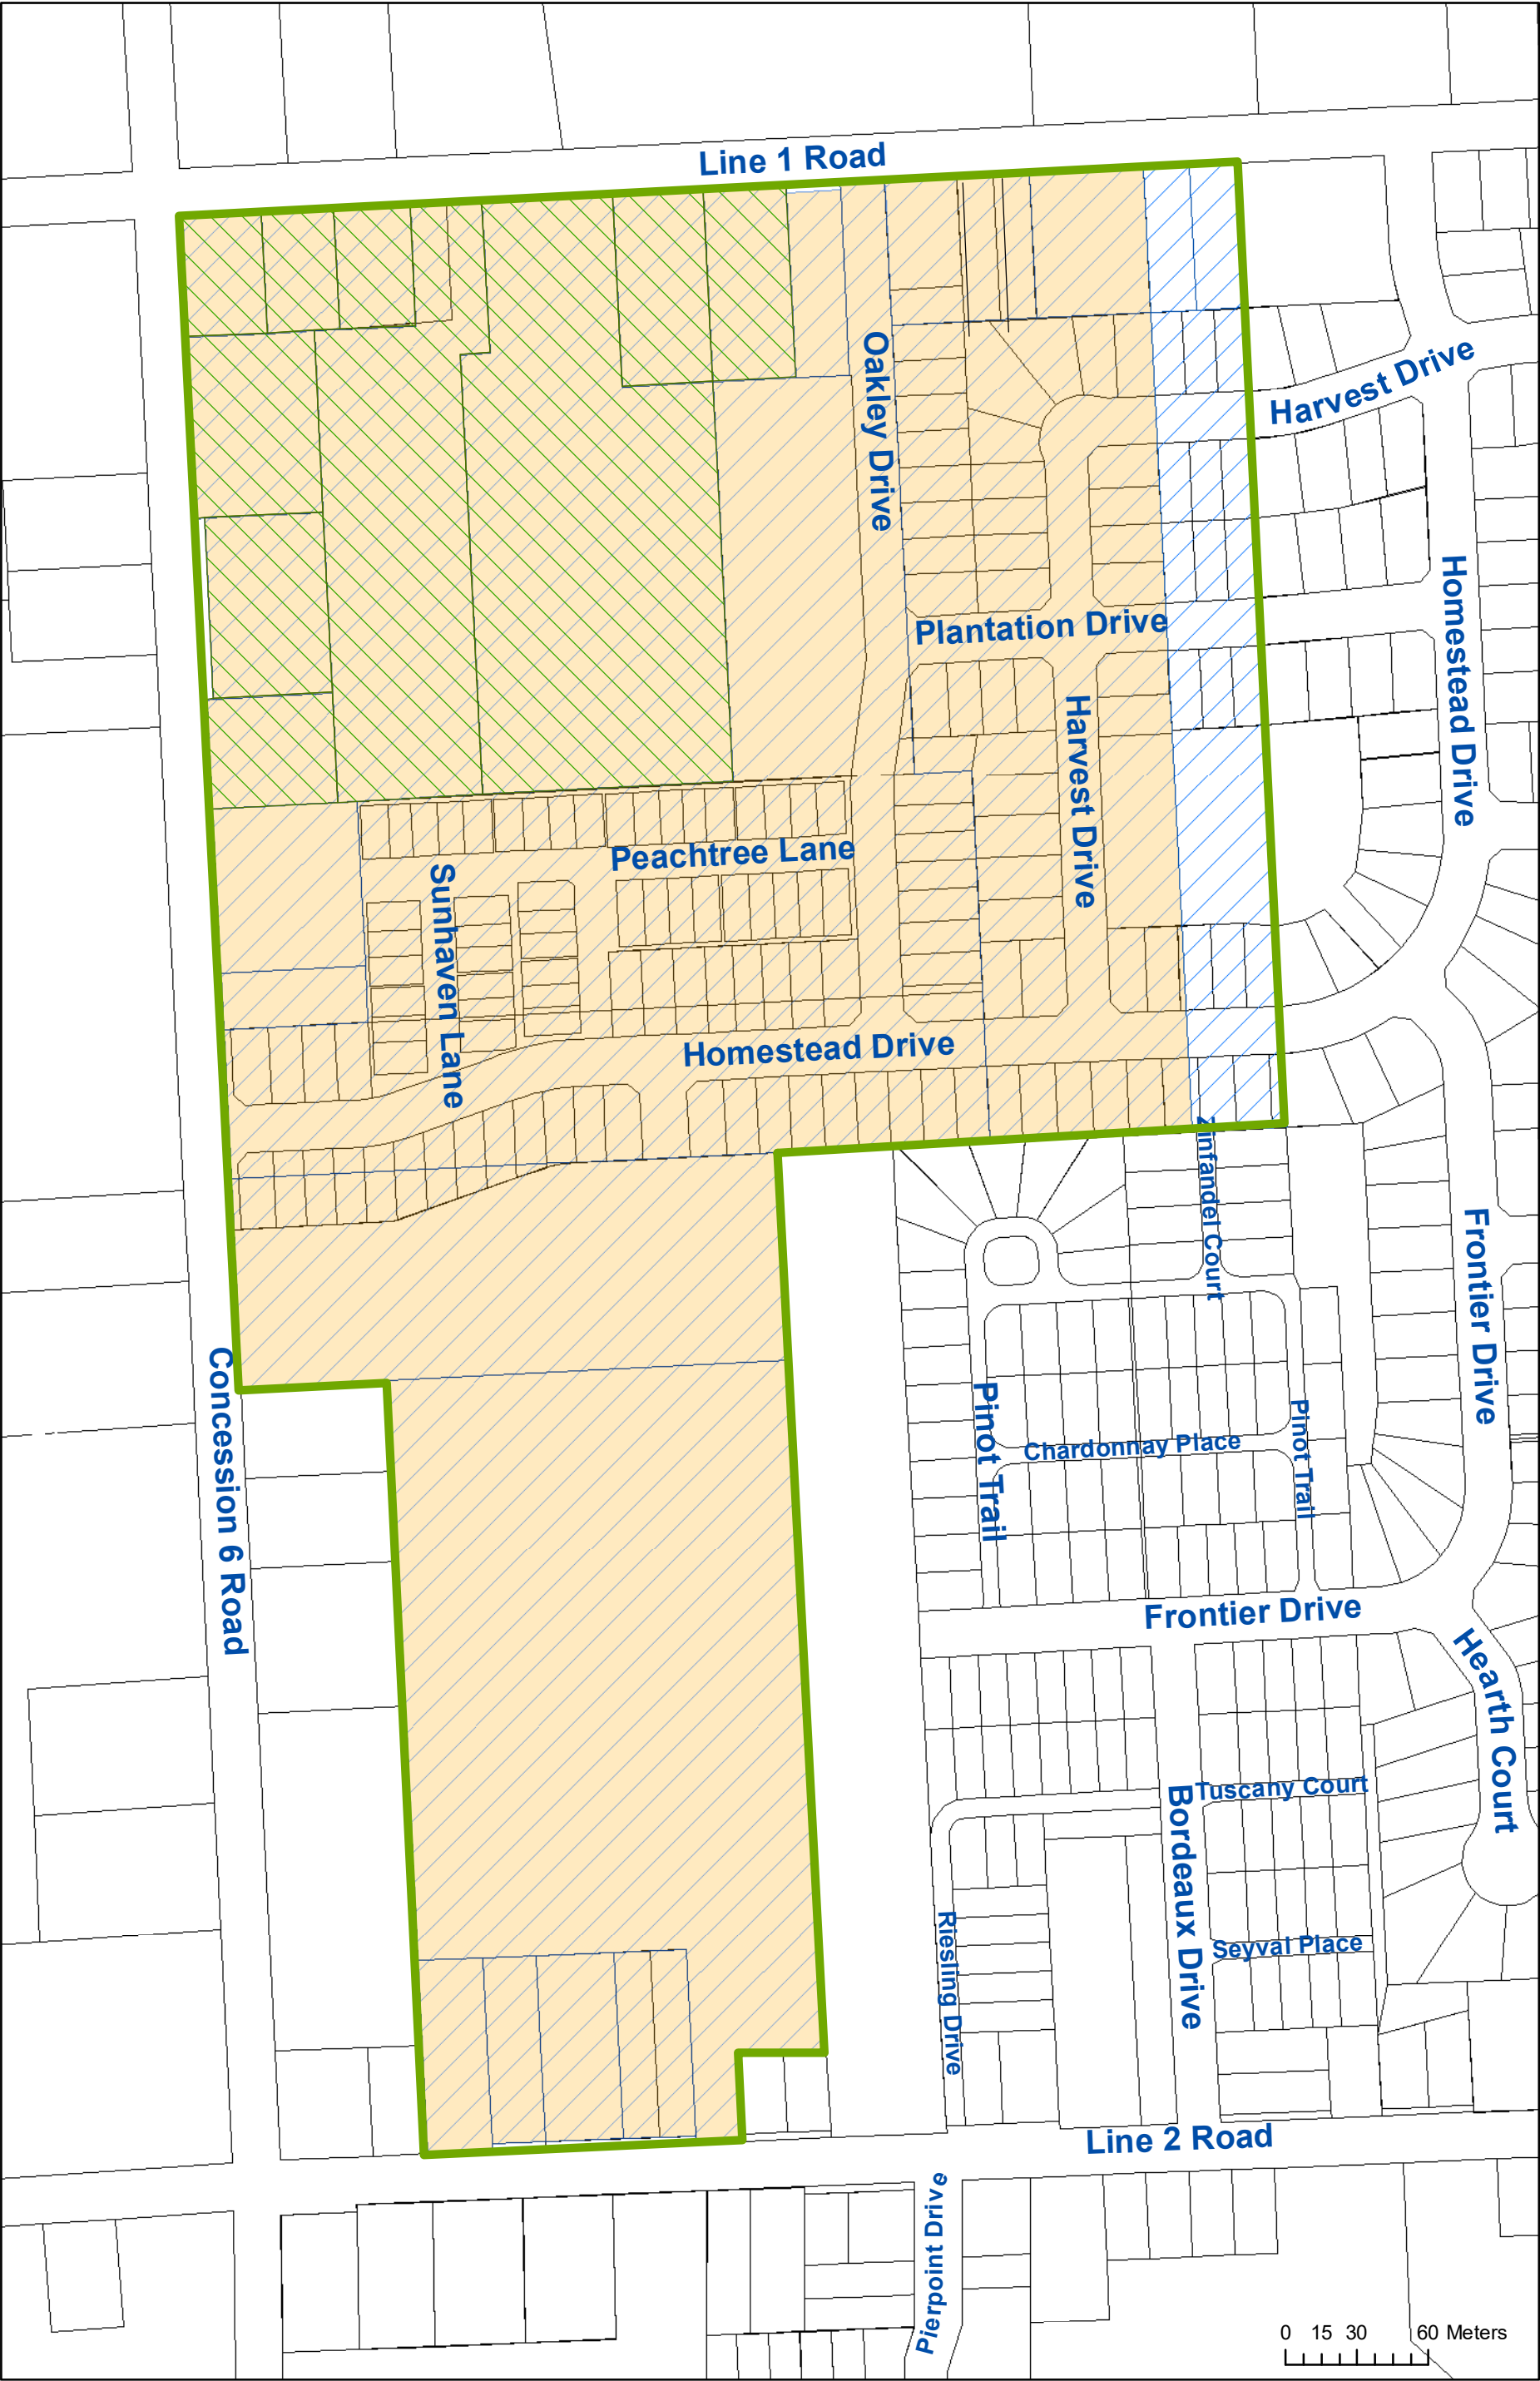 Line 1 Road
Oakley Drive
Harvest Drive
Plantation Drive
Homestead Drive
Harvest Drive
Peachtree Lane
Sunhaven Lane
Homestead Drive
Zinfandel Court
Frontier Drive
Concession 6 Road
Pinot Trail
Chardonnay Place
Pinot Trail
Frontier Drive
Hearth Court
Tuscany Court
Bordeaux Drive
Riesling Drive
Seyval Place
Line 2 Road
Pierpoint Drive
0 15 30 60 Meters